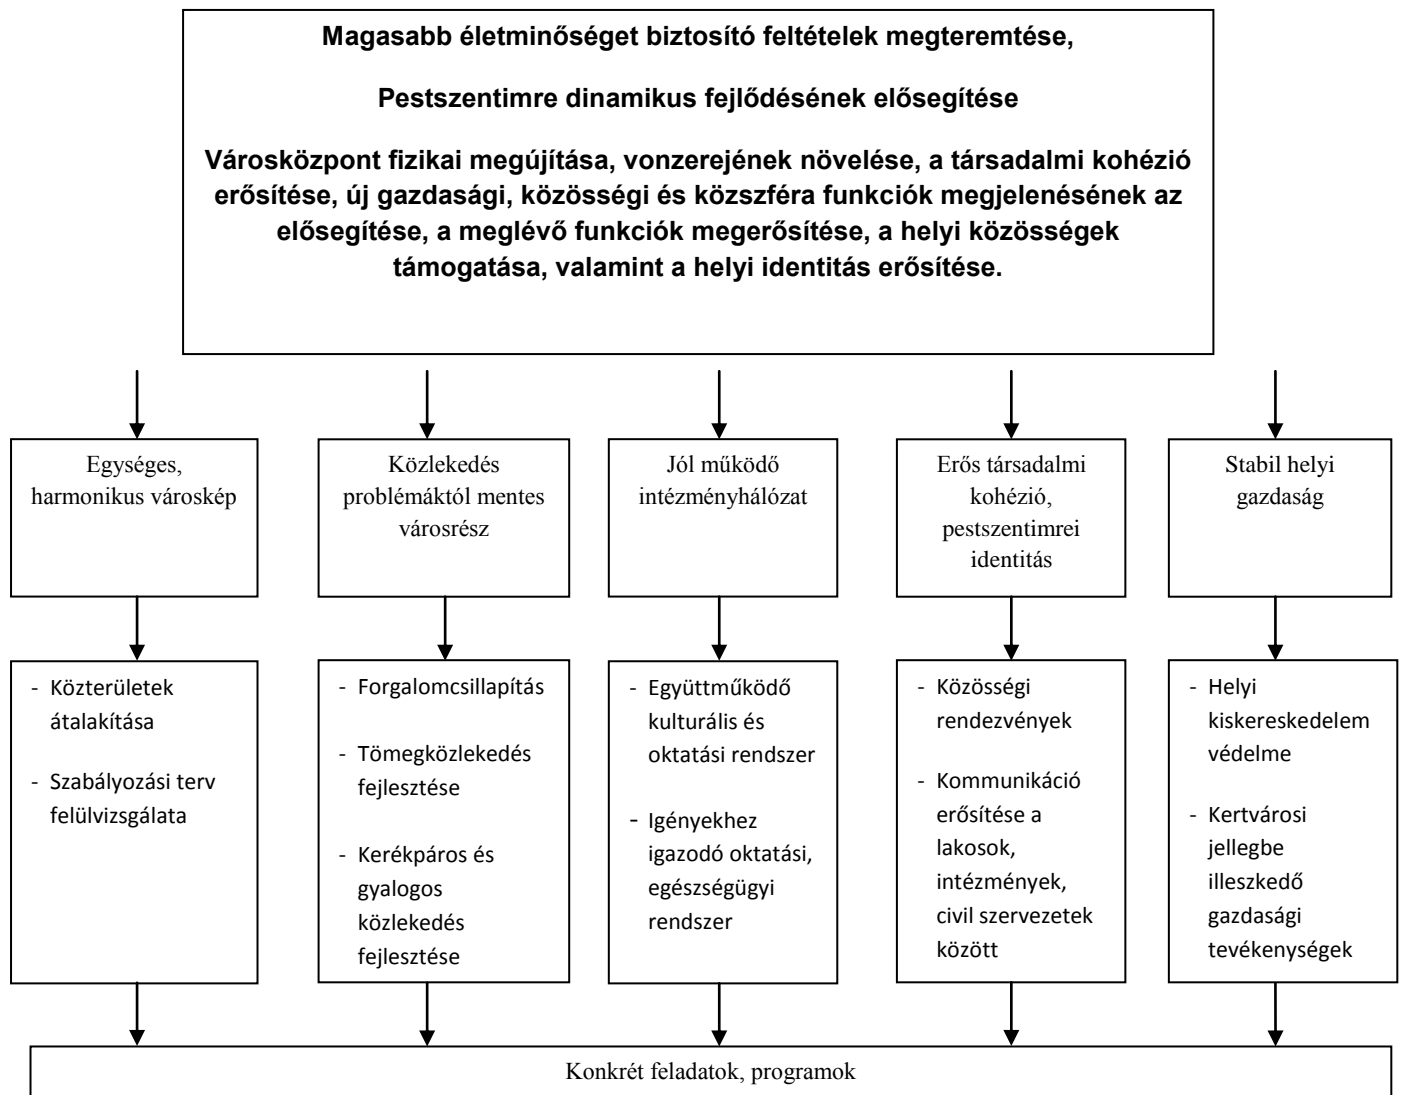 Magasabb életminőséget biztosító feltételek megteremtése,
Pestszentimre dinamikus fejlődésének elősegítése
Városközpont fizikai megújítása, vonzerejének növelése, a társadalmi kohézió
erősítése, új gazdasági, közösségi és közszféra funkciók megjelenésének az
elősegítése, a meglévő funkciók megerősítése, a helyi közösségek
támogatása, valamint a helyi identitás erősítése.
Egységes,
harmonikus városkép
Közlekedés
problémáktól mentes
városrész
Jól működő
intézményhálózat
Erős társadalmi
kohézió,
pestszentimrei
identitás
Stabil helyi
gazdaság
- Közterületek
átalakítása
- Szabályozási terv
felülvizsgálata
- Forgalomcsillapítás
- Tömegközlekedés
fejlesztése
- Kerékpáros és
gyalogos
közlekedés
fejlesztése
- Együttműködő
kulturális és
oktatási rendszer
- Igényekhez
igazodó oktatási,
egészségügyi
rendszer
- Közösségi
rendezvények
- Kommunikáció
erősítése a
lakosok,
intézmények,
civil szervezetek
között
- Helyi
kiskereskedelem
védelme
- Kertvárosi
jellegbe
illeszkedő
gazdasági
tevékenységek
Konkrét feladatok, programok